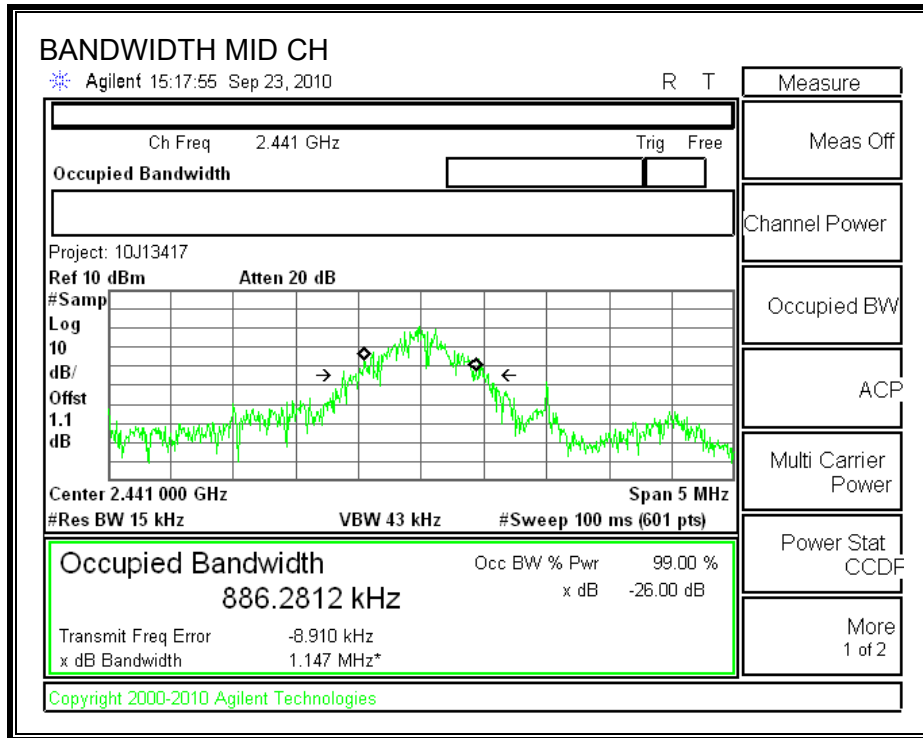 BANDWIDTH MID CH
Agilent 15:17:55 Sep 23, 2010 R T
Measure
Ch Freq 2.441 GHz Trig Free
Meas Off
Occupied Bandwidth
Channel Power
Project: 10J13417
Ref 10 dBm Atten 20 dB
#Samp
Log
10
dB/
Offst
1.1
dB
Occupied BW
ACP
Center 2.441 000 GHz Span 5 MHz
#Res BW 15 kHz VBW 43 kHz #Sweep 100 ms (601 pts)
Multi Carrier
Power
Occupied Bandwidth
886.2812 kHz
Occ BW % Pwr 99.00 %
x dB -26.00 dB
Transmit Freq Error -8.910 kHz
x dB Bandwidth 1.147 MHz*
Power Stat
CCDF
More
1 of 2
Copyright 2000-2010 Agilent Technologies